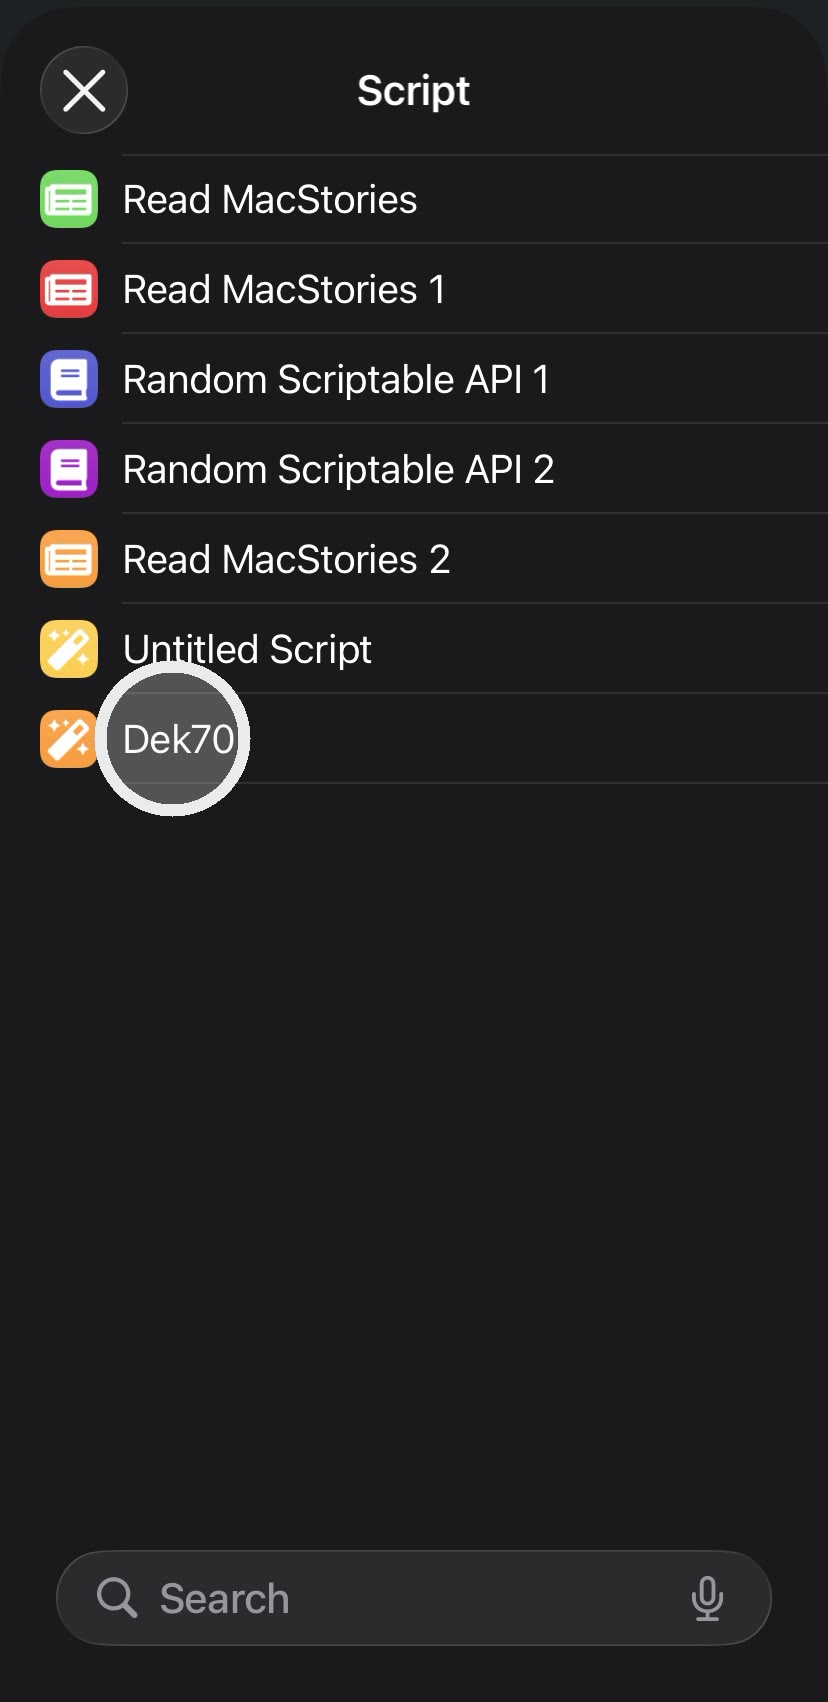 Script
Read MacStories
Read MacStories 1
Random Scriptable API 1
Random Scriptable API 2
Read MacStories 2
Untitled Script
Dek70
Search